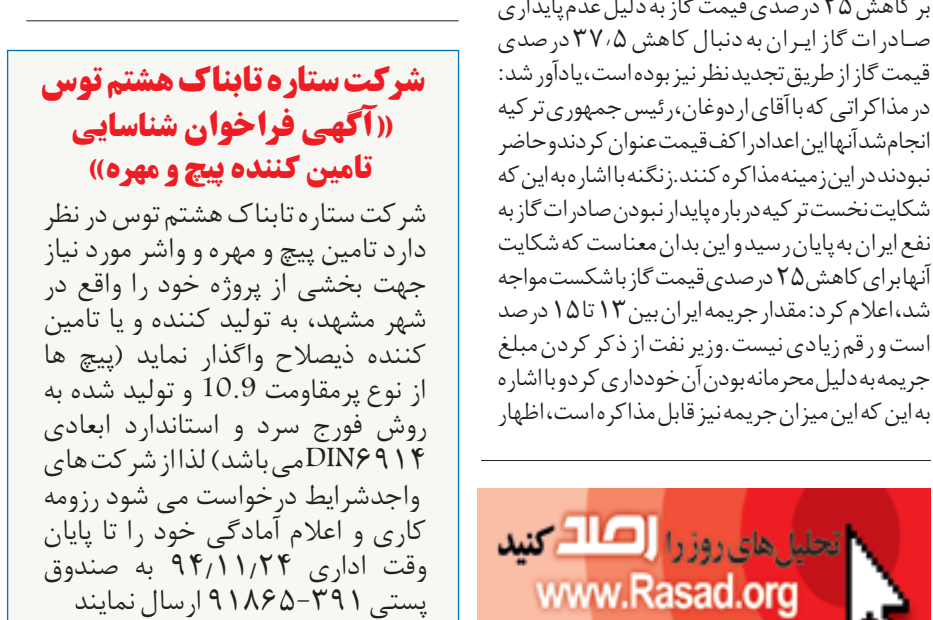 بر کاهش ۲۵ درصدی قیمت گاز به دلیل عدم پایداری
صادرات گاز ایران به دنبال کاهش ۳۷٫۵ درصدی
قیمت گاز از طریق تجدید نظر نیز بوده است، یادآور شد:
در مذاکراتی که با آقای اردوغان، رئیس جمهوری ترکیه
انجام شد آنها این اعداد را کف قیمت عنوان کردند و حاضر
نبودند در این زمینه مذاکره کنند. زنگنه با اشاره به این که
شکایت نخست ترکیه درباره پایدار نبودن صادرات گاز به
نفع ایران به پایان رسید و این بدان معناست که شکایت
آنها برای کاهش ۲۵ درصدی قیمت گاز با شکست مواجه
شد، اعلام کرد: مقدار جریمه ایران بین ۱۳ تا ۱۵ درصد
است و رقم زیادی نیست. وزیر نفت از ذکر کردن مبلغ
جریمه به دلیل محرمانه بودن آن خودداری کرد و با اشاره
به این که این میزان جریمه نیز قابل مذاکره است، اظهار
تحلیل‌های روز را رصد کنید
www.Rasad.org
شرکت ستاره تابناک هشتم توس
«آگهی فراخوان شناسایی
تامین کننده پیچ و مهره»
شرکت ستاره تابناک هشتم توس در نظر
دارد تامین پیچ و مهره و واشر مورد نیاز
جهت بخشی از پروژه خود را واقع در
شهر مشهد، به تولید کننده و یا تامین
کننده ذیصلاح واگذار نماید (پیچ ها
از نوع پرمقاومت 10.9 و تولید شده به
روش فورج سرد و استاندارد ابعادی
DIN۶۹۱۴ می باشد) لذا از شرکت های
واجدشرایط درخواست می شود رزومه
کاری و اعلام آمادگی خود را تا پایان
وقت اداری ۹۴٫۱۱٫۲۴ به صندوق
پستی ۳۹۱-۹۱۸۶۵ ارسال نمایند